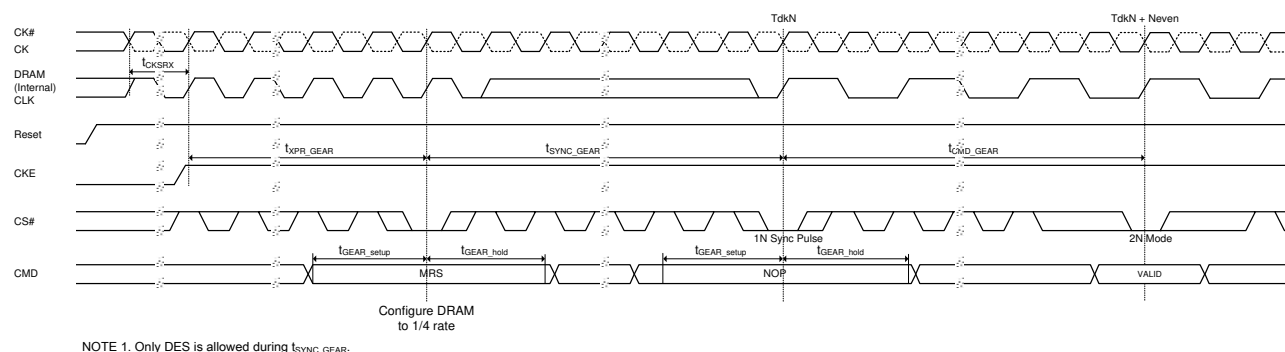 TdkN
TdkN + Neven
CK#
CK
tCKSRX
DRAM
(Internal)
CLK
Reset
tXPR_GEAR
tSYNC_GEAR
tCMD_GEAR
CKE
CS#
1N Sync Pulse
2N Mode
tGEAR_setup
tGEAR_hold
tGEAR_setup
tGEAR_hold
CMD
MRS
NOP
VALID
Configure DRAM
to 1/4 rate
NOTE 1. Only DES is allowed during tSYNC_GEAR.